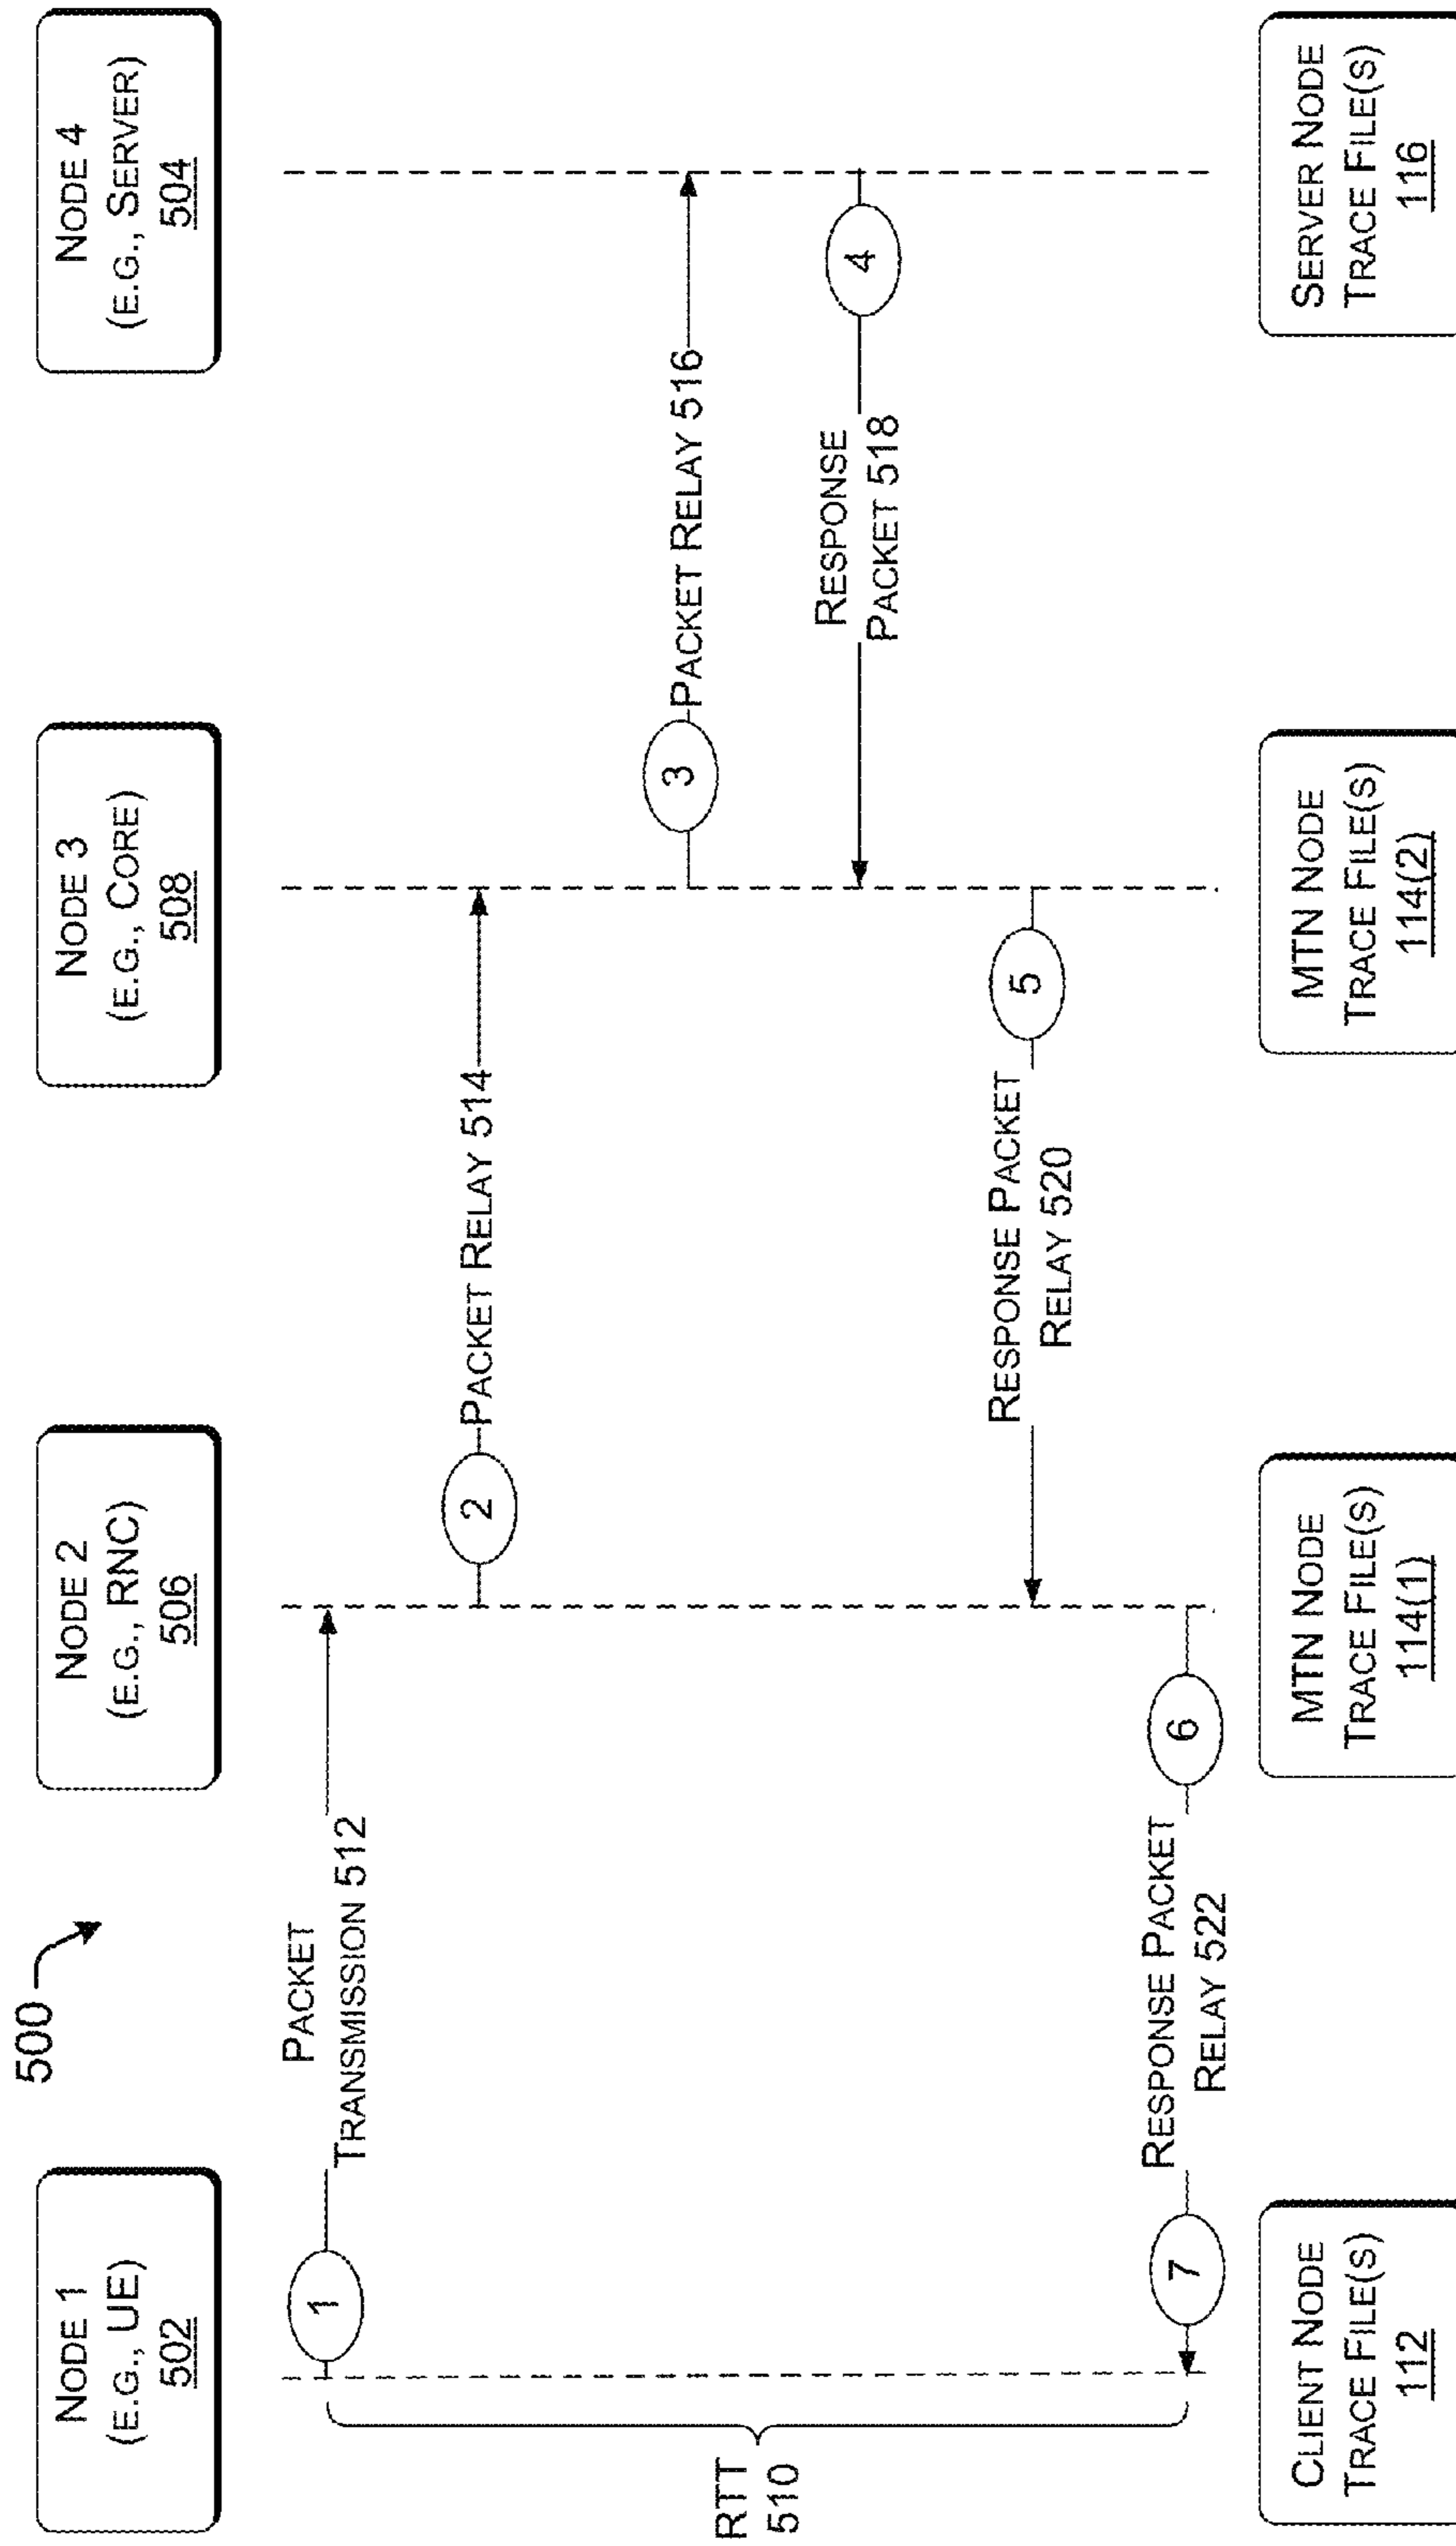 500
NODE 1
(E.G., UE)
502
NODE 2
(E.G., RNC)
506
NODE 3
(E.G., CORE)
508
NODE 4
(E.G., SERVER)
504
PACKET
TRANSMISSION 512
1
2
PACKET RELAY 514
3
PACKET RELAY 516
RESPONSE
PACKET 518
4
RESPONSE PACKET
RELAY 520
5
RESPONSE PACKET
RELAY 522
6
7
RTT
510
CLIENT NODE
TRACE FILE(S)
112
MTN NODE
TRACE FILE(S)
114(1)
MTN NODE
TRACE FILE(S)
114(2)
SERVER NODE
TRACE FILE(S)
116